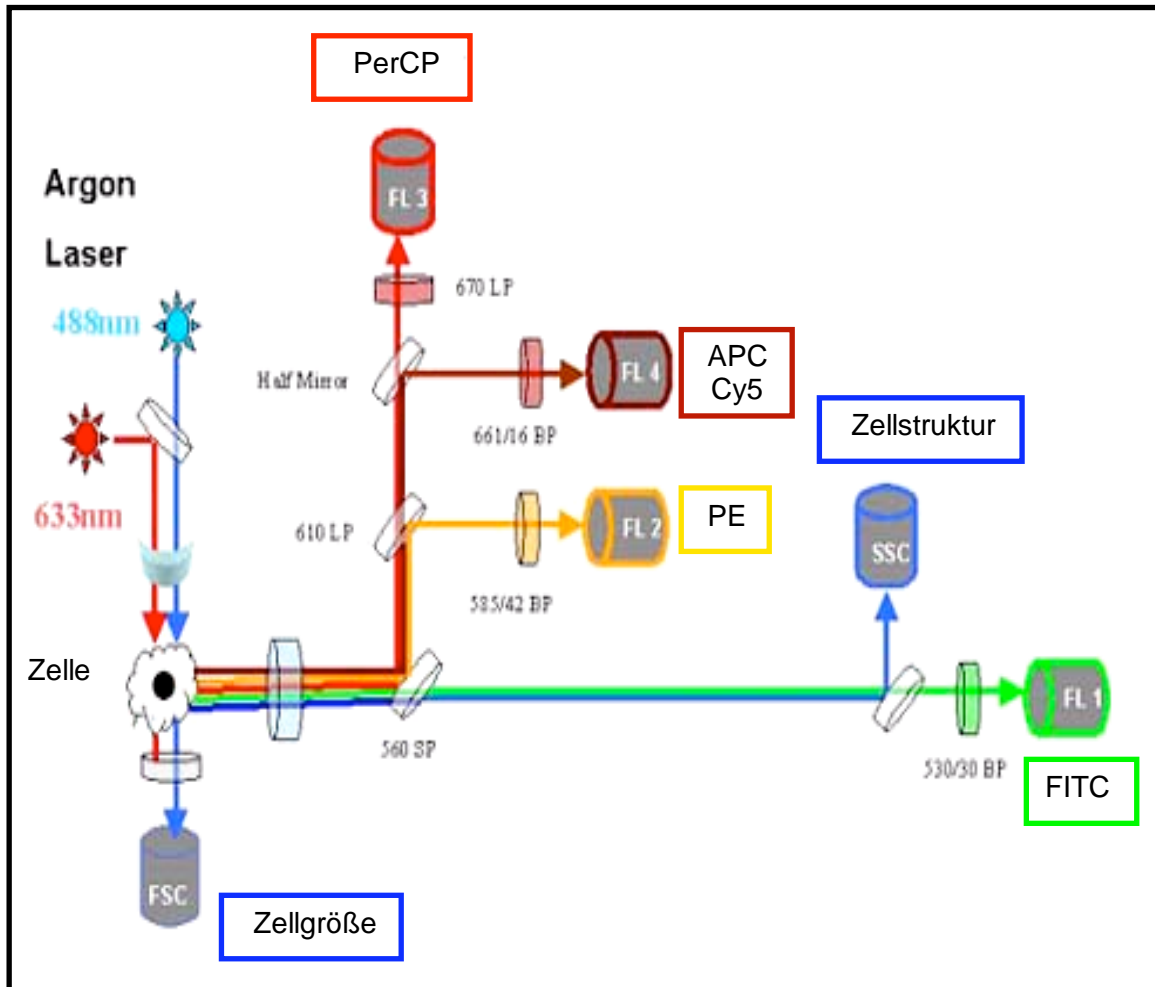 PerCP
FL 3
Argon
Laser
670 LP
488nm
Half Mirror
FL 4
APC
Cy5
661/16 BP
Zellstruktur
633nm
610 LP
FL 2
PE
SSC
585/42 BP
Zelle
FL 1
560 SP
530/30 BP
FITC
FSC
Zellgröße